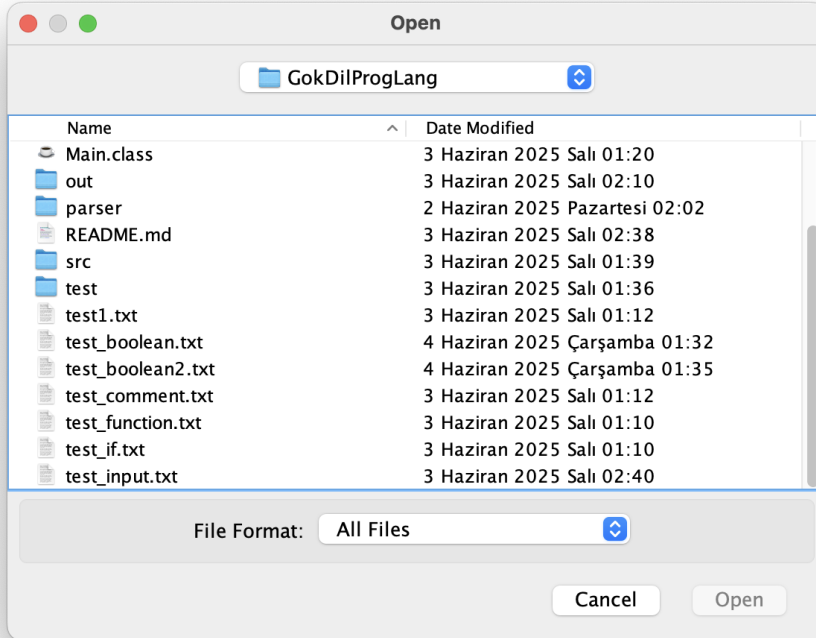 Open
GokDilProgLang
Name Date Modified
Main.class 3 Haziran 2025 Salı 01:20
out 3 Haziran 2025 Salı 02:10
parser 2 Haziran 2025 Pazartesi 02:02
README.md 3 Haziran 2025 Salı 02:38
src 3 Haziran 2025 Salı 01:39
test 3 Haziran 2025 Salı 01:36
test1.txt 3 Haziran 2025 Salı 01:12
test_boolean.txt 4 Haziran 2025 Çarşamba 01:32
test_boolean2.txt 4 Haziran 2025 Çarşamba 01:35
test_comment.txt 3 Haziran 2025 Salı 01:12
test_function.txt 3 Haziran 2025 Salı 01:10
test_if.txt 3 Haziran 2025 Salı 01:10
test_input.txt 3 Haziran 2025 Salı 02:40
File Format: All Files
Cancel Open